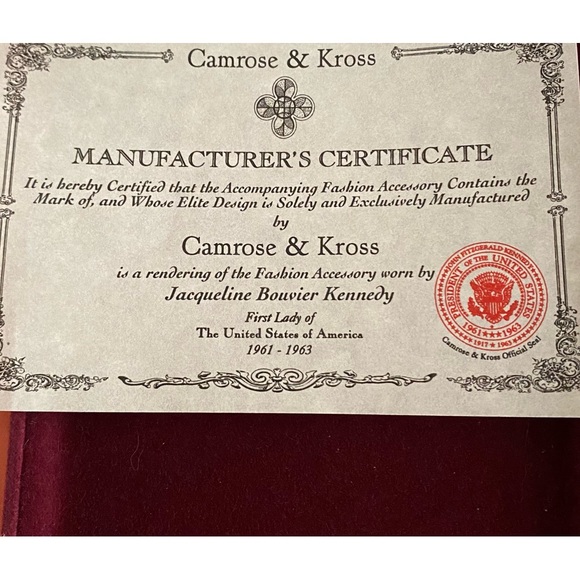 Camrose & Kross
MANUFACTURER'S CERTIFICATE
It is hereby Certified that the Accompanying Fashion Accessory Contains the
Mark of, and Whose Elite Design is Solely and Exclusively Manufactured
by
Camrose & Kross
is a rendering of the Fashion Accessory worn by
Jacqueline Bouvier Kennedy
First Lady of
The United States of America
1961 - 1963
JOHN FITZGERALD KENNEDY
PRESIDENT OF THE UNITED STATES
1961 ★★★ 1963
★ 1917 ★ 1963 ★
Camrose & Kross Official Seal